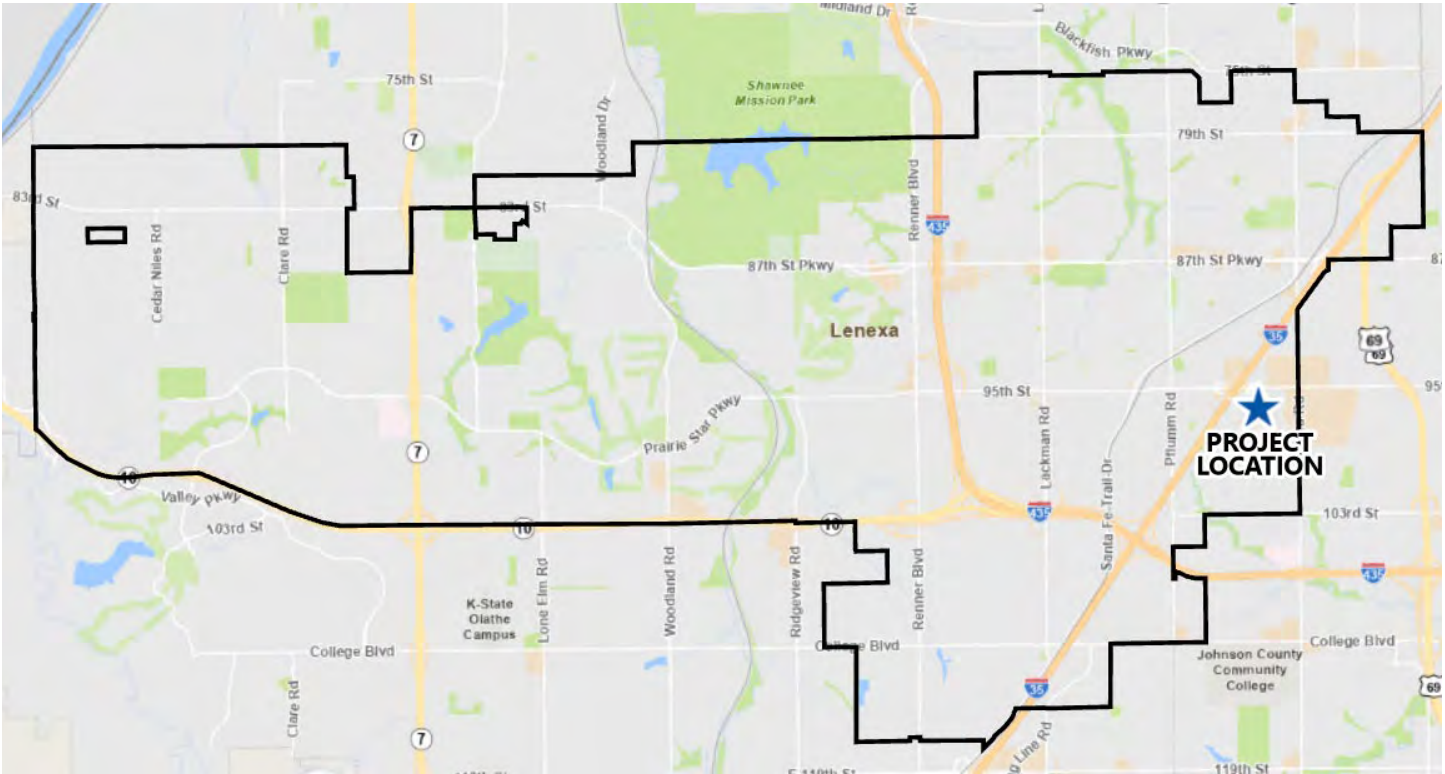 Midland Dr
Blackfish Pkwy
75th St
75th St
Shawnee
Mission Park
Woodland Dr
7
79th St
83rd St
83rd St
Renner Blvd
435
Cedar Niles Rd
Clare Rd
87th St Pkwy
87th St Pkwy
Lenexa
35
69
69
95th St
Prairie Star Pkwy
Lackman Rd
Pflumm Rd
PROJECT
LOCATION
7
10
Valley Pkwy
103rd St
10
10
435
Santa Fe Trail Dr
103rd St
435
K-State
Olathe
Campus
Lone Elm Rd
Woodland Rd
Ridgeview Rd
Renner Blvd
College Blvd
College Blvd
College Blvd
Johnson County
Community
College
Clare Rd
35
69
7
119th St